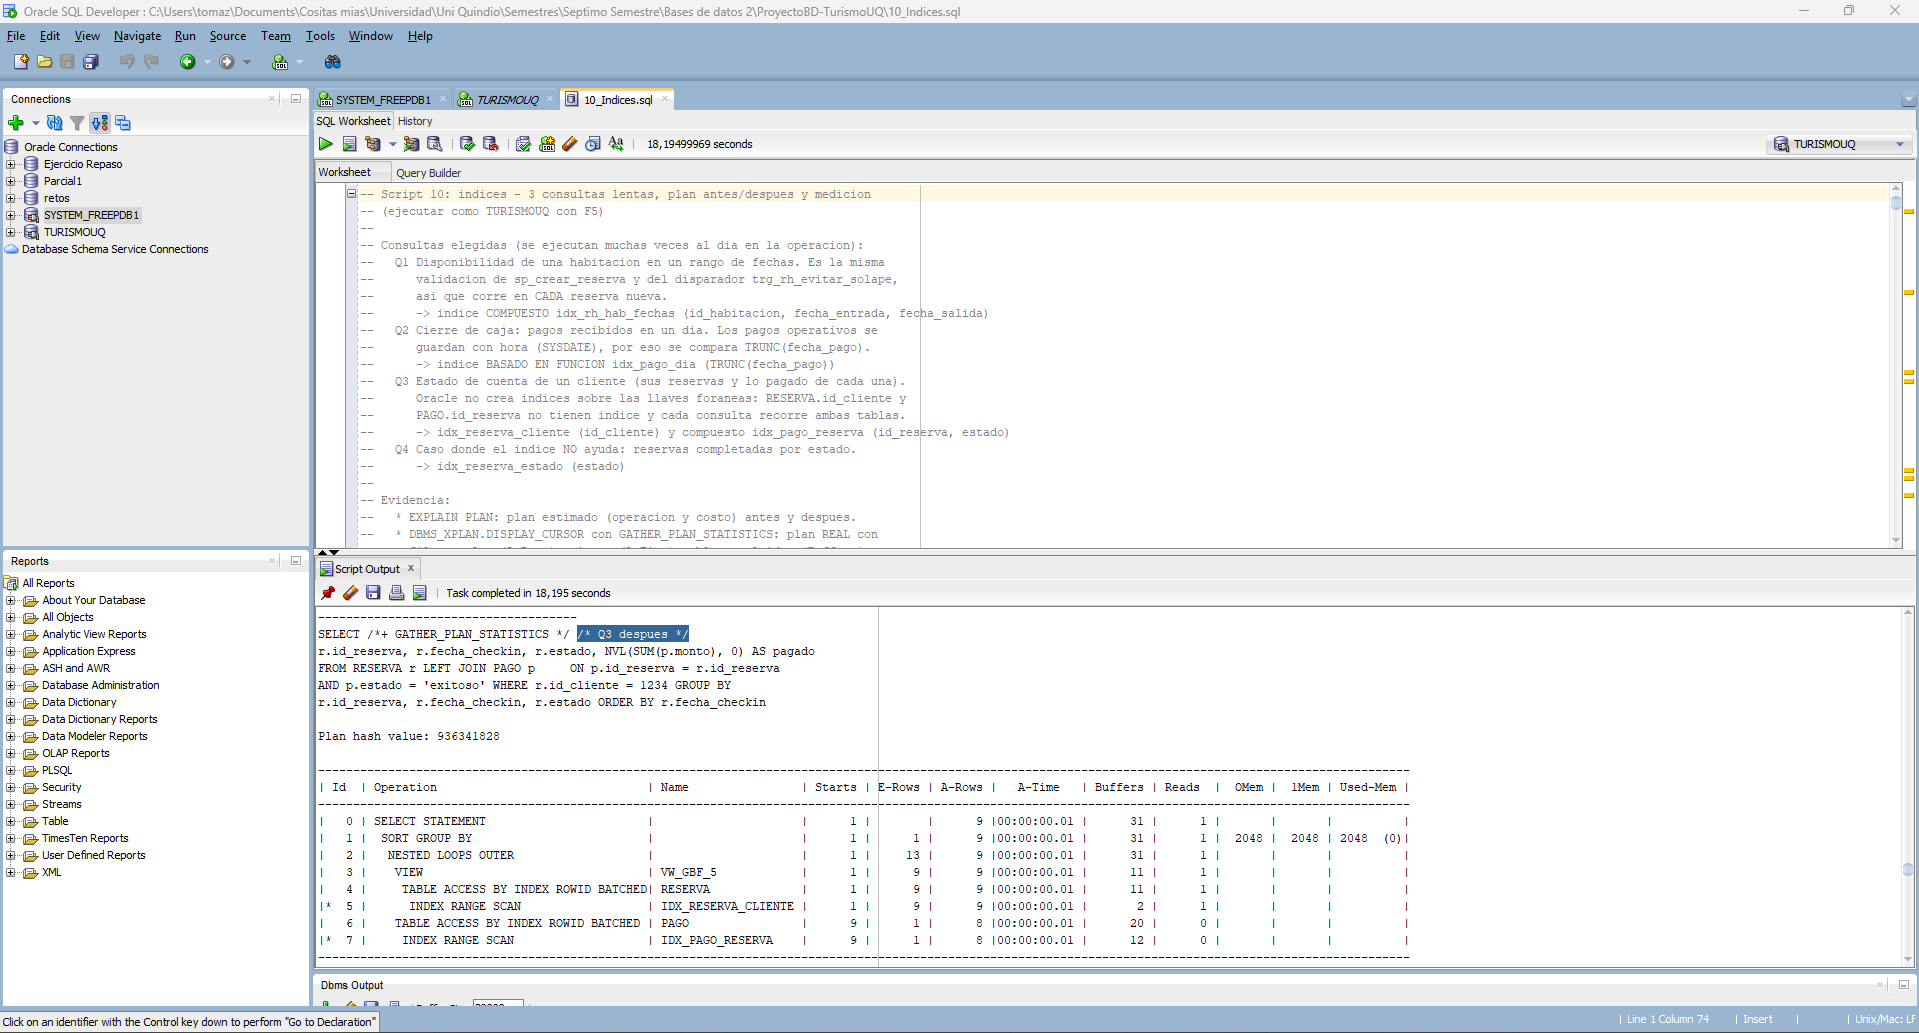 Oracle SQL Developer : C:\Users\tomaz\Documents\Cositas mias\Universidad\Uni Quindio\Semestres\Septimo Semestre\Bases de datos 2\ProyectoBD-TurismoUQ\10_Indices.sql
File Edit View Navigate Run Source Team Tools Window Help
Connections
Oracle Connections
Ejercicio Repaso
Parcial1
retos
SYSTEM_FREEPDB1
TURISMOUQ
Database Schema Service Connections
Reports
All Reports
About Your Database
All Objects
Analytic View Reports
Application Express
ASH and AWR
Database Administration
Data Dictionary
Data Dictionary Reports
Data Modeler Reports
OLAP Reports
PLSQL
Security
Streams
Table
TimesTen Reports
User Defined Reports
XML
SYSTEM_FREEPDB1 TURISMOUQ 10_Indices.sql
SQL Worksheet History
18,19499969 seconds TURISMOUQ
Worksheet Query Builder
-- Script 10: indices - 3 consultas lentas, plan antes/despues y medicion
-- (ejecutar como TURISMOUQ con F5)
--
-- Consultas elegidas (se ejecutan muchas veces al dia en la operacion):
--   Q1 Disponibilidad de una habitacion en un rango de fechas. Es la misma
--      validacion de sp_crear_reserva y del disparador trg_rh_evitar_solape,
--      asi que corre en CADA reserva nueva.
--      -> indice COMPUESTO idx_rh_hab_fechas (id_habitacion, fecha_entrada, fecha_salida)
--   Q2 Cierre de caja: pagos recibidos en un dia. Los pagos operativos se
--      guardan con hora (SYSDATE), por eso se compara TRUNC(fecha_pago).
--      -> indice BASADO EN FUNCION idx_pago_dia (TRUNC(fecha_pago))
--   Q3 Estado de cuenta de un cliente (sus reservas y lo pagado de cada una).
--      Oracle no crea indices sobre las llaves foraneas: RESERVA.id_cliente y
--      PAGO.id_reserva no tienen indice y cada consulta recorre ambas tablas.
--      -> idx_reserva_cliente (id_cliente) y compuesto idx_pago_reserva (id_reserva, estado)
--   Q4 Caso donde el indice NO ayuda: reservas completadas por estado.
--      -> idx_reserva_estado (estado)
--
-- Evidencia:
--   * EXPLAIN PLAN: plan estimado (operacion y costo) antes y despues.
--   * DBMS_XPLAN.DISPLAY_CURSOR con GATHER_PLAN_STATISTICS: plan REAL con
Script Output
Task completed in 18,195 seconds
-------------------------------------
SELECT /*+ GATHER_PLAN_STATISTICS */ /* Q3 despues */
r.id_reserva, r.fecha_checkin, r.estado, NVL(SUM(p.monto), 0) AS pagado
FROM RESERVA r LEFT JOIN PAGO p     ON p.id_reserva = r.id_reserva
AND p.estado = 'exitoso' WHERE r.id_cliente = 1234 GROUP BY
r.id_reserva, r.fecha_checkin, r.estado ORDER BY r.fecha_checkin
Plan hash value: 936341828
| Id  | Operation                              | Name                | Starts | E-Rows | A-Rows |   A-Time   | Buffers | Reads  |  OMem |  1Mem | Used-Mem |
|   0 | SELECT STATEMENT                       |                     |      1 |        |      9 |00:00:00.01 |      31 |      1 |       |       |          |
|   1 |  SORT GROUP BY                         |                     |      1 |      1 |      9 |00:00:00.01 |      31 |      1 |  2048 |  2048 | 2048  (0)|
|   2 |   NESTED LOOPS OUTER                   |                     |      1 |     13 |      9 |00:00:00.01 |      31 |      1 |       |       |          |
|   3 |    VIEW                                | VW_GBF_5            |      1 |      9 |      9 |00:00:00.01 |      11 |      1 |       |       |          |
|   4 |     TABLE ACCESS BY INDEX ROWID BATCHED| RESERVA             |      1 |      9 |      9 |00:00:00.01 |      11 |      1 |       |       |          |
|*  5 |      INDEX RANGE SCAN                  | IDX_RESERVA_CLIENTE |      1 |      9 |      9 |00:00:00.01 |       2 |      1 |       |       |          |
|   6 |    TABLE ACCESS BY INDEX ROWID BATCHED | PAGO                |      9 |      1 |      8 |00:00:00.01 |      20 |      0 |       |       |          |
|*  7 |     INDEX RANGE SCAN                   | IDX_PAGO_RESERVA    |      9 |      1 |      8 |00:00:00.01 |      12 |      0 |       |       |          |
Dbms Output
Click on an identifier with the Control key down to perform "Go to Declaration"
Line 1 Column 74 | Insert | Unix/Mac: LF